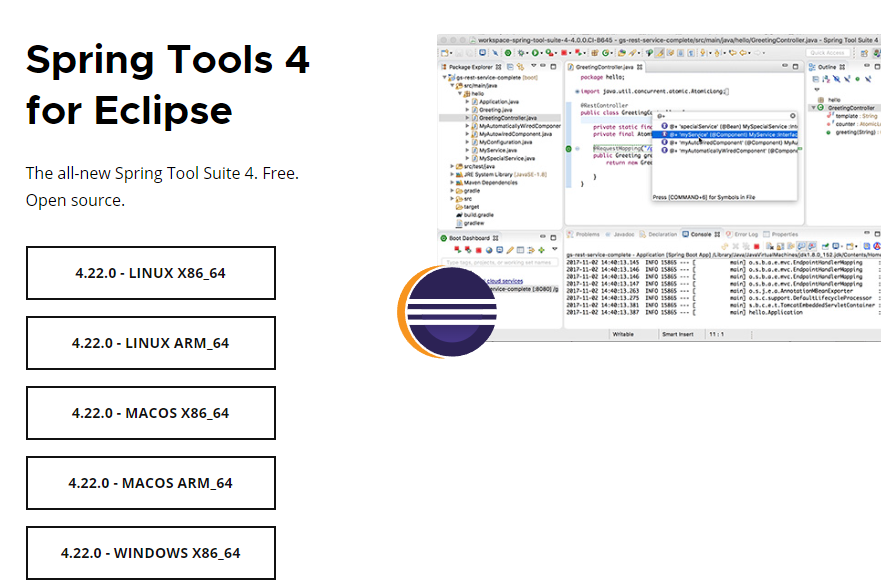 Spring Tools 4
for Eclipse
The all-new Spring Tool Suite 4. Free.
Open source.
4.22.0 - LINUX X86_64
4.22.0 - LINUX ARM_64
4.22.0 - MACOS X86_64
4.22.0 - MACOS ARM_64
4.22.0 - WINDOWS X86_64
workspace-spring-tool-suite-4-4.0.0.CI-B645 - gs-rest-service-complete/src/main/java/hello/GreetingController.java - Spring Tool Suite 4
Quick Access
Package Explorer
gs-rest-service-complete [boot]
src/main/java
hello
Application.java
Greeting.java
GreetingController.java
MyAutomaticallyWiredComponen
MyAutowiredComponent.java
MyConfiguration.java
MyService.java
MySpecialService.java
src/test/java
JRE System Library [JavaSE-1.8]
Maven Dependencies
gradle
src
target
build.gradle
gradlew
GreetingController.java
package hello;
import java.util.concurrent.atomic.AtomicLong;
@RestController
public class GreetingC
private static fina
private final Atom
@RequestMapping("/g
public Greeting gre
return new Gree
}
}
@+
@+ 'specialService' (@Bean) MySpecialService
@+ 'myService' (@Component) MyService
@+ 'myAutowiredComponent' (@Component) MyAu
@+ 'myAutomaticallyWiredComponent' (@Compon
Press [COMMAND+6] for Symbols in File
Outline
hello
GreetingController
template : String
counter : AtomicLo
greeting(String)
Boot Dashboard
Type tags, projects, or working set names
cloud services
service-complete [:8080]
Problems
Javadoc
Declaration
Console
Error Log
Properties
gs-rest-service-complete - Application [Spring Boot App] /Library/Java/JavaVirtualMachines/jdk1.8.0_152.jdk/Contents/Home
2017-11-02 14:40:13.145 INFO 15865 --- [ main] o.s.b.a.e.mvc.EndpointHandlerMapping :
2017-11-02 14:40:13.146 INFO 15865 --- [ main] o.s.b.a.e.mvc.EndpointHandlerMapping :
2017-11-02 14:40:13.146 INFO 15865 --- [ main] o.s.b.a.e.mvc.EndpointHandlerMapping :
2017-11-02 14:40:13.147 INFO 15865 --- [ main] o.s.b.a.e.mvc.EndpointHandlerMapping :
2017-11-02 14:40:13.263 INFO 15865 --- [ main] o.s.j.e.a.AnnotationMBeanExporter :
2017-11-02 14:40:13.275 INFO 15865 --- [ main] o.s.c.support.DefaultLifecycleProcessor :
2017-11-02 14:40:13.381 INFO 15865 --- [ main] s.b.c.e.t.TomcatEmbeddedServletContainer :
2017-11-02 14:40:13.387 INFO 15865 --- [ main] hello.Application :
Writable
Smart Insert
11 : 1